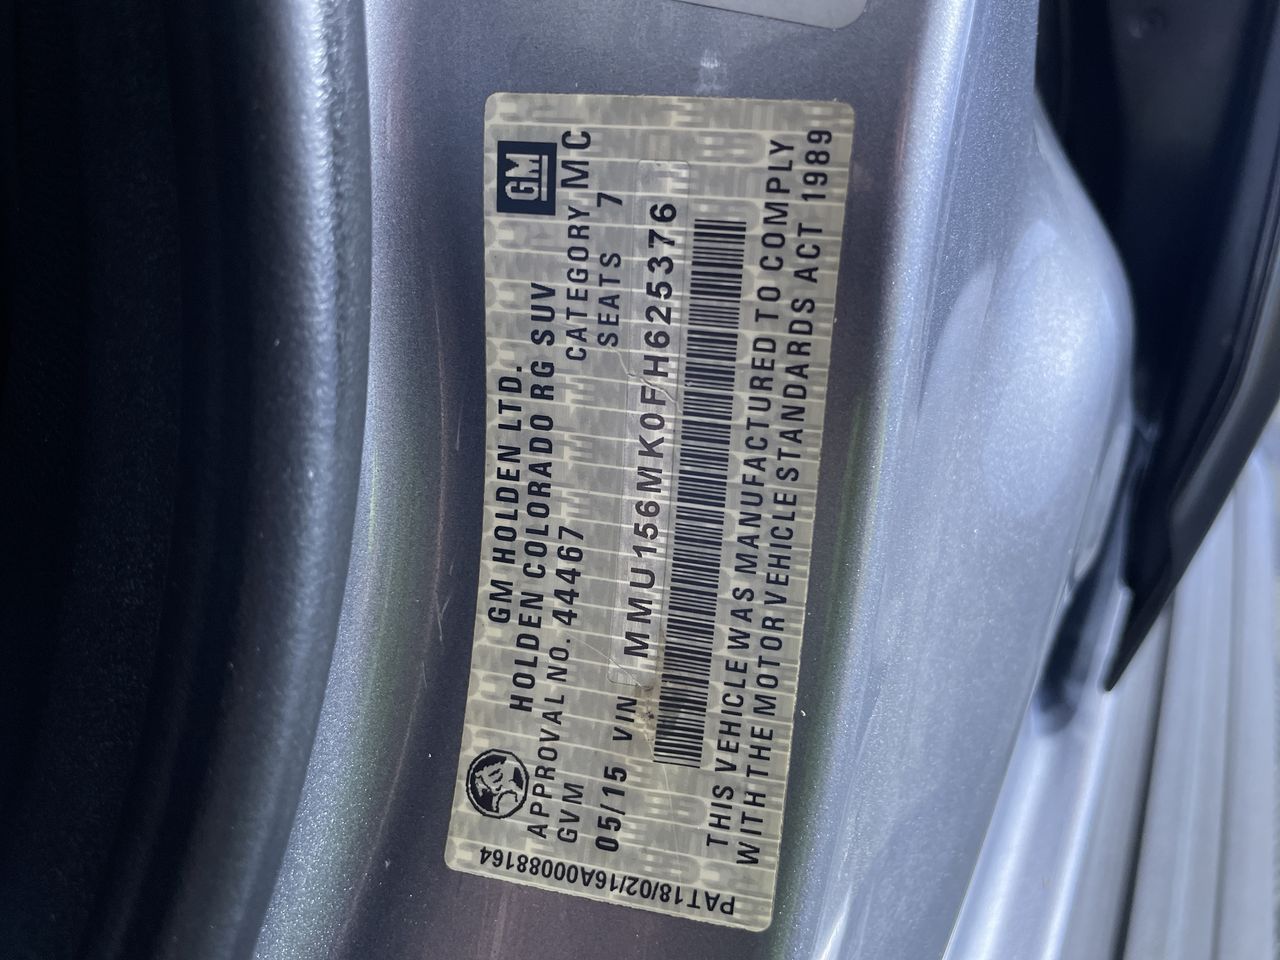 GM HOLDEN LTD.
GM
HOLDEN COLORADO RG SUV
APPROVAL NO. 44467 CATEGORY MC
GVM SEATS 7
05/15 VIN MMU156MK0FH625376
THIS VEHICLE WAS MANUFACTURED TO COMPLY
WITH THE MOTOR VEHICLE STANDARDS ACT 1989
PAT18/02/16A00088164